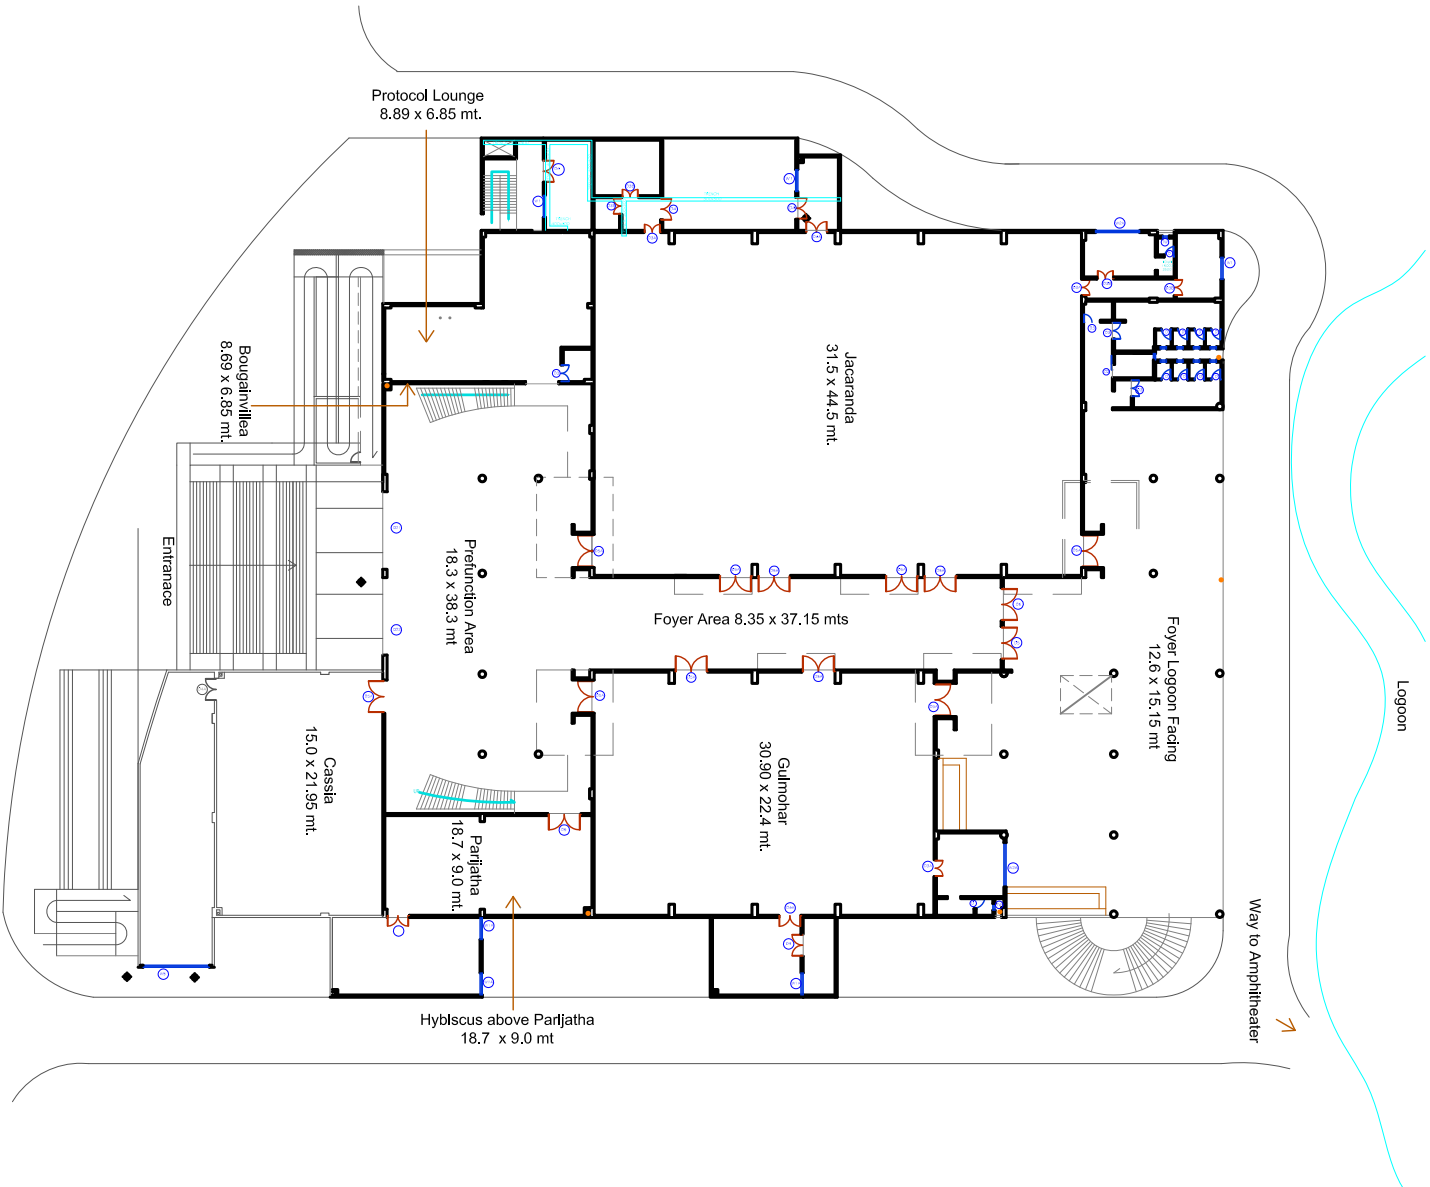 Protocol Lounge
8.89 x 6.85 mt.
Bougainvillea
8.69 x 6.85 mt.
Jacaranda
31.5 x 44.5 mt.
Entranace
Prefunction Area
18.3 x 38.3 mt
Foyer Area 8.35 x 37.15 mts
Foyer Logoon Facing
12.6 x 15.15 mt
Logoon
Cassia
15.0 x 21.95 mt.
Gulmohar
30.90 x 22.4 mt.
Parijatha
18.7 x 9.0 mt.
Way to Amphitheater
Hybiscus above Parijatha
18.7 x 9.0 mt